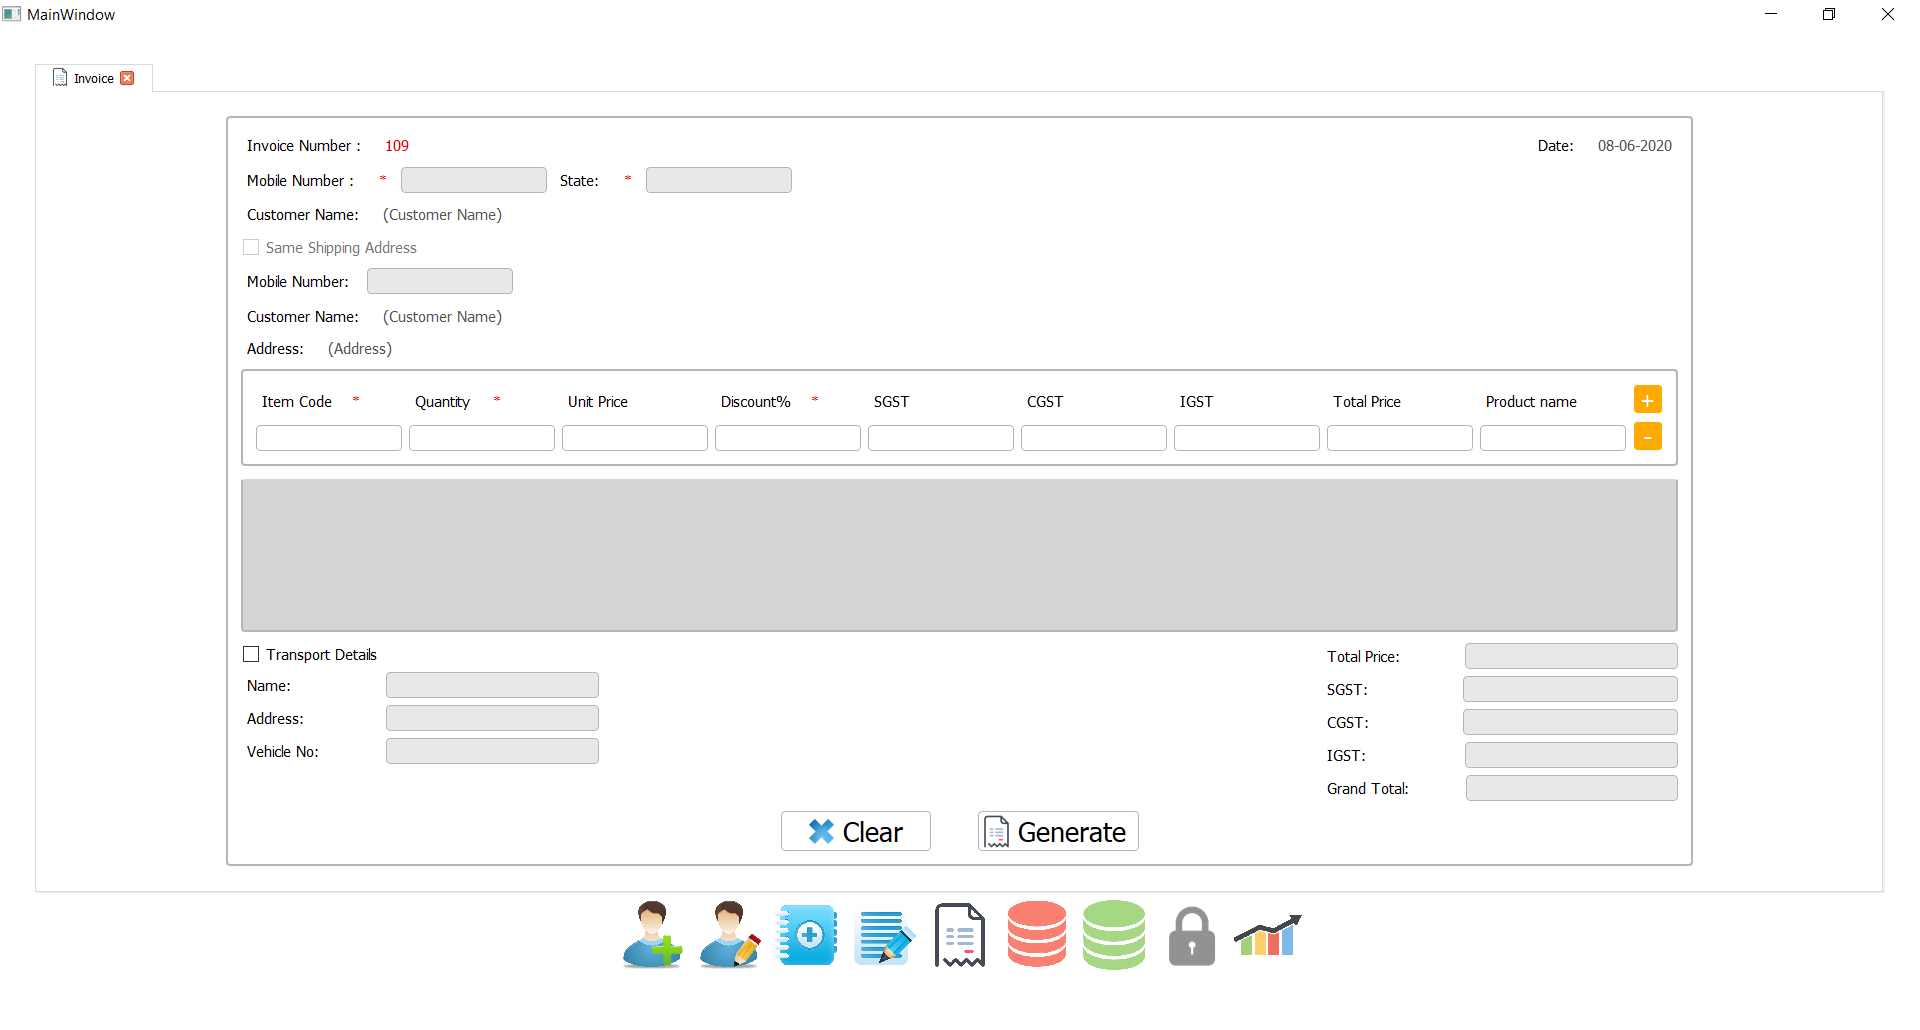 MainWindow
Invoice
Invoice Number : 109 Date: 08-06-2020
Mobile Number : * State: *
Customer Name: (Customer Name)
Same Shipping Address
Mobile Number:
Customer Name: (Customer Name)
Address: (Address)
Item Code * Quantity * Unit Price Discount% * SGST CGST IGST Total Price Product name +
-
Transport Details
Total Price:
Name:
SGST:
Address:
CGST:
Vehicle No:
IGST:
Grand Total:
Clear Generate